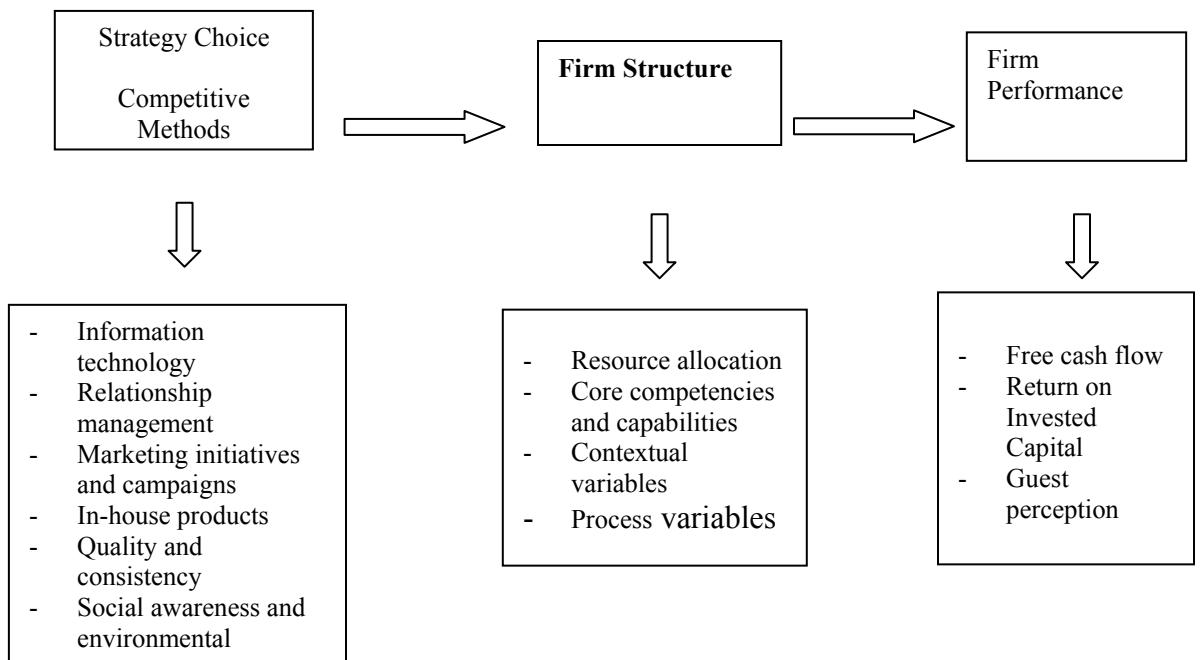 Strategy Choice
Competitive
Methods
Firm Structure
Firm
Performance
- Information
technology
- Relationship
management
- Marketing initiatives
and campaigns
- In-house products
- Quality and
consistency
- Social awareness and
environmental
- Resource allocation
- Core competencies
and capabilities
- Contextual
variables
- Process variables
- Free cash flow
- Return on
Invested
Capital
- Guest
perception